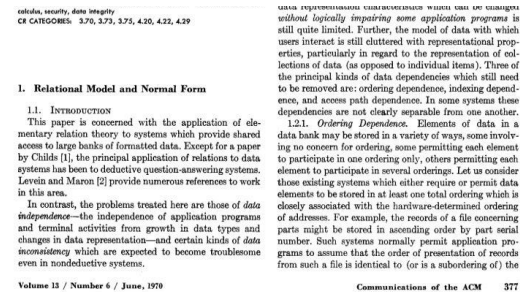 calculus, security, data integrity
CR CATEGORIES: 3.70, 3.73, 3.75, 4.20, 4.22, 4.29
1. Relational Model and Normal Form
1.1. INTRODUCTION
This paper is concerned with the application of ele-
mentary relation theory to systems which provide shared
access to large banks of formatted data. Except for a paper
by Childs [1], the principal application of relations to data
systems has been to deductive question-answering systems.
Levein and Maron [2] provide numerous references to work
in this area.
In contrast, the problems treated here are those of data
independence—the independence of application programs
and terminal activities from growth in data types and
changes in data representation—and certain kinds of data
inconsistency which are expected to become troublesome
even in nondeductive systems.
Volume 13 / Number 6 / June, 1970
data representation characteristics which can be changed
without logically impairing some application programs is
still quite limited. Further, the model of data with which
users interact is still cluttered with representational prop-
erties, particularly in regard to the representation of col-
lections of data (as opposed to individual items). Three of
the principal kinds of data dependencies which still need
to be removed are: ordering dependence, indexing depend-
ence, and access path dependence. In some systems these
dependencies are not clearly separable from one another.
1.2.1. Ordering Dependence. Elements of data in a
data bank may be stored in a variety of ways, some involv-
ing no concern for ordering, some permitting each element
to participate in one ordering only, others permitting each
element to participate in several orderings. Let us consider
those existing systems which either require or permit data
elements to be stored in at least one total ordering which is
closely associated with the hardware-determined ordering
of addresses. For example, the records of a file concerning
parts might be stored in ascending order by part serial
number. Such systems normally permit application pro-
grams to assume that the order of presentation of records
from such a file is identical to (or is a subordering of) the
Communications of the ACM 377